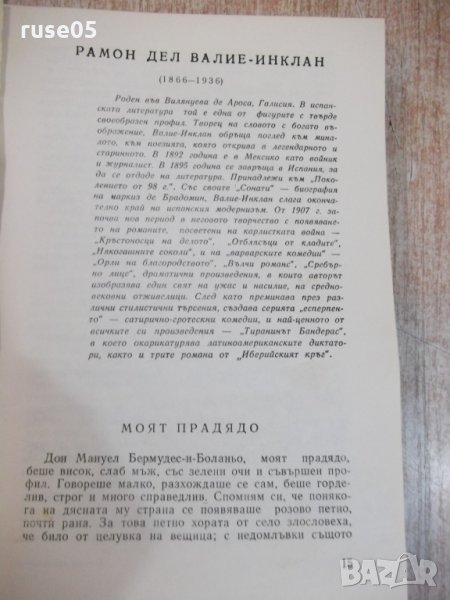 ruse05
РАМОН ДЕЛ ВАЛИЕ-ИНКЛАН
(1866—1936)
Роден във Вилянуева де Ароса, Галисия. В испан-
ската литература той е една от фигурите с твърде
своеобразен профил. Творец на словото с богато въ-
ображение, Валие-Инклан обръща поглед към мина-
лото, към поезията, която открива в легендарното и
старинното. В 1892 година е в Мексико като войник
и журналист. В 1895 година се завръща в Испания, за
да се отдаде на литература. Принадлежи към „Поко-
лението от 98 г.". Със своите „Сонати" — биография
на маркиз де Брадомин, Валие-Инклан слага оконча-
телно край на испанския модернизъм. От 1907 г. за-
почва нов период в неговото творчество с появяване-
то на романите, посветени на карлистката война —
„Кръстоносци на делото", „Отблясъци от кладите",
„Някогашните соколи", и на „варварските комедии" —
„Орли на благородството", „Вълчи романс", „Сребър-
но лице", драматични произведения, в които авторът
изобразява един свят на ужас и насилие, на средно-
вековни отживелици. След като преминава през раз-
лични стилистични търсения, създава серията „есперпен-
то" — сатирично-гротескни комедии, и най-ценното от
всичките си произведения — „Тиранинът Бандерас",
в което окарикатурява латиноамериканските диктато-
ри, както и трите романа от „Иберийският кръг".
МОЯТ ПРАДЯДО
Дон Мануел Бермудес-и-Боланьо, моят прадядо,
беше висок, слаб мъж, със зелени очи и съвършен про-
фил. Говореше малко, разхождаше се сам, беше горде-
лив, строг и много справедлив. Спомням си, че поняко-
га на дясната му страна се появяваше розово петно,
почти рана. За това петно хората от село злословеха,
че било от целувка на вещица; с недомлъвки същото
BAZAR